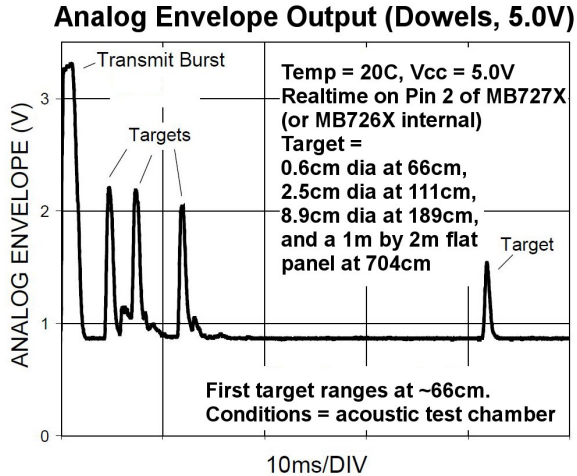 Analog Envelope Output (Dowels, 5.0V)
Transmit Burst
Temp = 20C, Vcc = 5.0V
Realtime on Pin 2 of MB727X
(or MB726X internal)
Target =
0.6cm dia at 66cm,
2.5cm dia at 111cm,
8.9cm dia at 189cm,
and a 1m by 2m flat
panel at 704cm
Targets
Target
ANALOG ENVELOPE (V)
3
2
1
0
First target ranges at ~66cm.
Conditions = acoustic test chamber
10ms/DIV